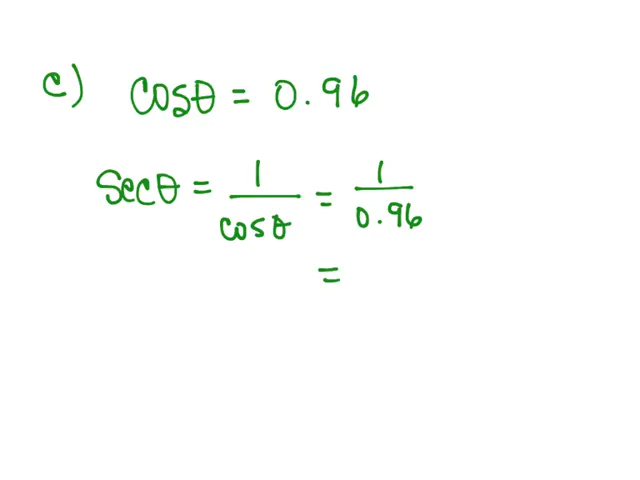 c) cosθ = 0.96
secθ = 1/cosθ = 1/0.96
=